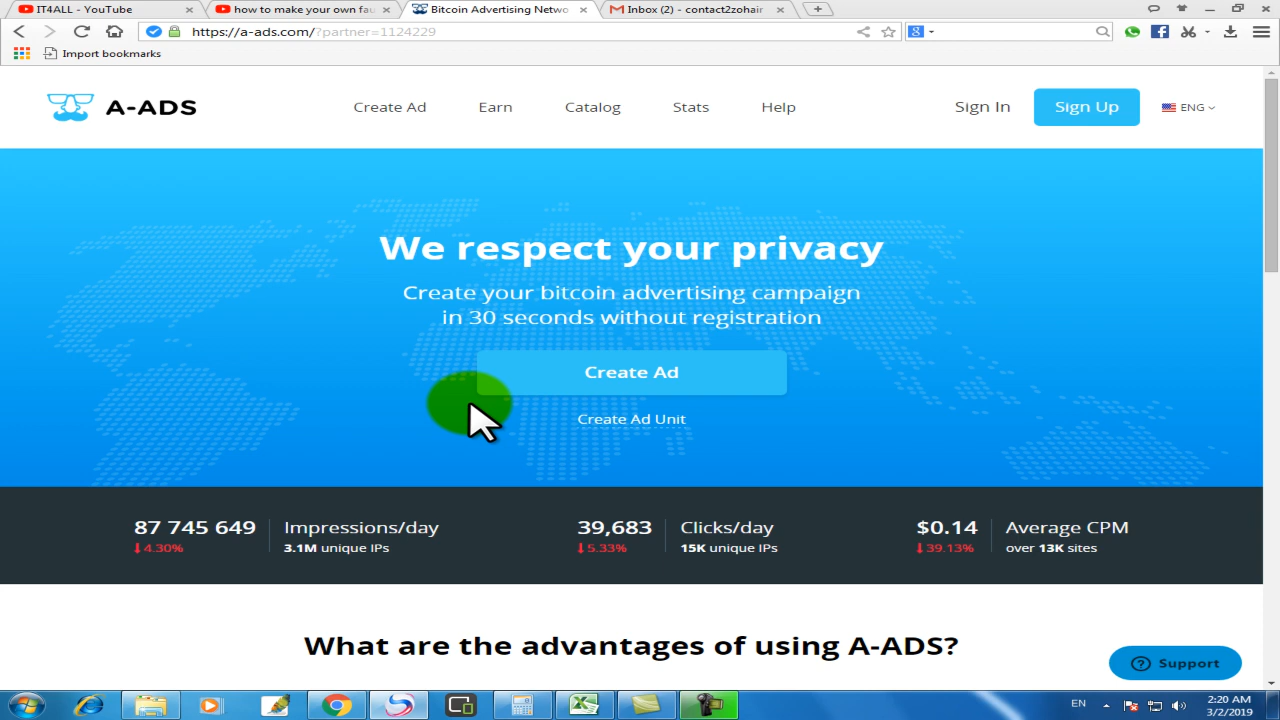 IT4ALL - YouTube
how to make your own fau
Bitcoin Advertising Netwo
Inbox (2) - contact2zohair
https://a-ads.com/?partner=1124229
Import bookmarks
A-ADS
Create Ad
Earn
Catalog
Stats
Help
Sign In
Sign Up
ENG
We respect your privacy
Create your bitcoin advertising campaign
in 30 seconds without registration
Create Ad
Create Ad Unit
87 745 649
4.30%
Impressions/day
3.1M unique IPs
39,683
5.33%
Clicks/day
15K unique IPs
$0.14
39.13%
Average CPM
over 13K sites
What are the advantages of using A-ADS?
Support
EN
2:20 AM
3/2/2019